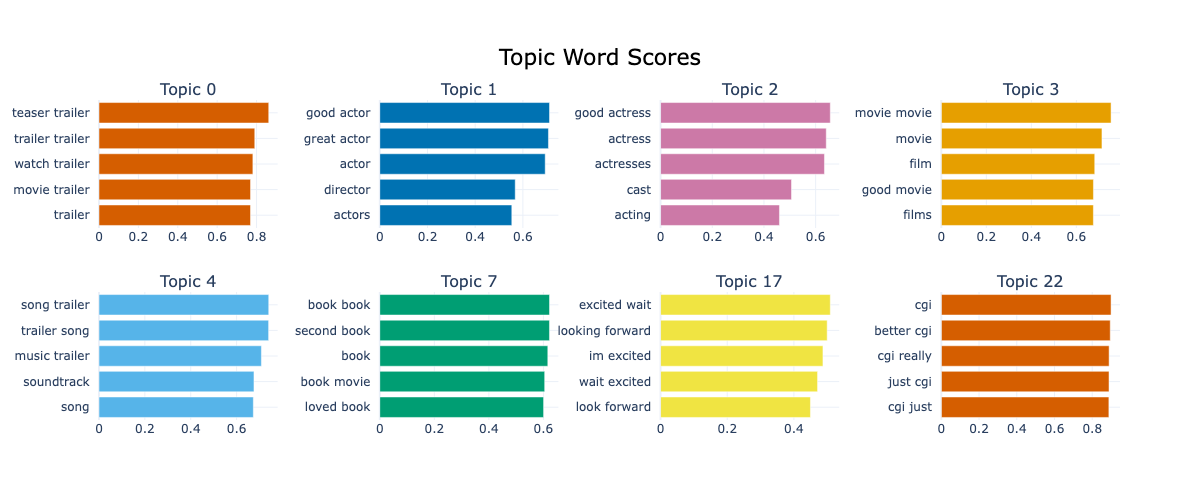 Topic Word Scores
Topic 0
teaser trailer
trailer trailer
watch trailer
movie trailer
trailer
0 0.2 0.4 0.6 0.8
Topic 1
good actor
great actor
actor
director
actors
0 0.2 0.4 0.6
Topic 2
good actress
actress
actresses
cast
acting
0 0.2 0.4 0.6
Topic 3
movie movie
movie
film
good movie
films
0 0.2 0.4 0.6
Topic 4
song trailer
trailer song
music trailer
soundtrack
song
0 0.2 0.4 0.6
Topic 7
book book
second book
book
book movie
loved book
0 0.2 0.4 0.6
Topic 17
excited wait
looking forward
im excited
wait excited
look forward
0 0.2 0.4
Topic 22
cgi
better cgi
cgi really
just cgi
cgi just
0 0.2 0.4 0.6 0.8